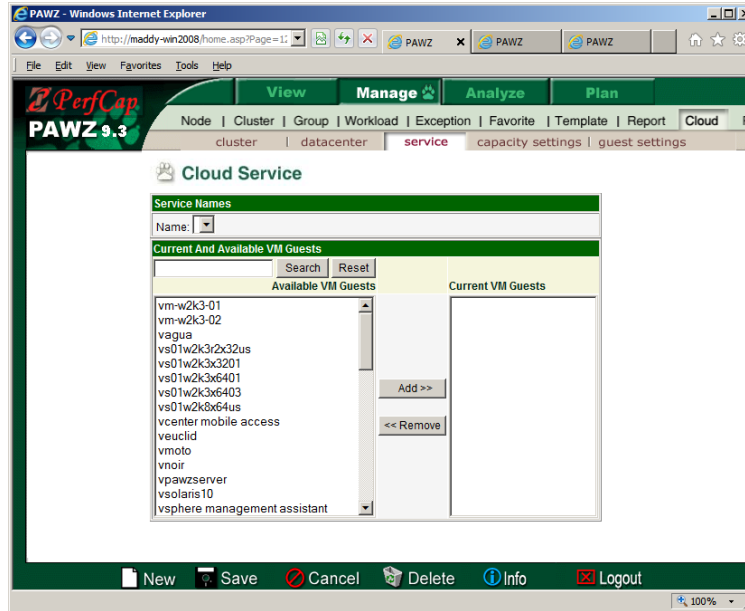 PAWZ - Windows Internet Explorer
http://maddy-win2008/home.asp?Page=12
PAWZ
PAWZ
PAWZ
File Edit View Favorites Tools Help
PerfCap
PAWZ 9.3
View Manage Analyze Plan
Node | Cluster | Group | Workload | Exception | Favorite | Template | Report Cloud
cluster | datacenter service capacity settings | guest settings
Cloud Service
Service Names
Name:
Current And Available VM Guests
Search Reset
Available VM Guests Current VM Guests
vm-w2k3-01
vm-w2k3-02
vagua
vs01w2k3r2x32us
vs01w2k3x3201
vs01w2k3x6401
vs01w2k3x6403
vs01w2k8x64us
vcenter mobile access
veuclid
vmoto
vnoir
vpawzserver
vsolaris10
vsphere management assistant
Add >>
<< Remove
New Save Cancel Delete Info Logout
100%